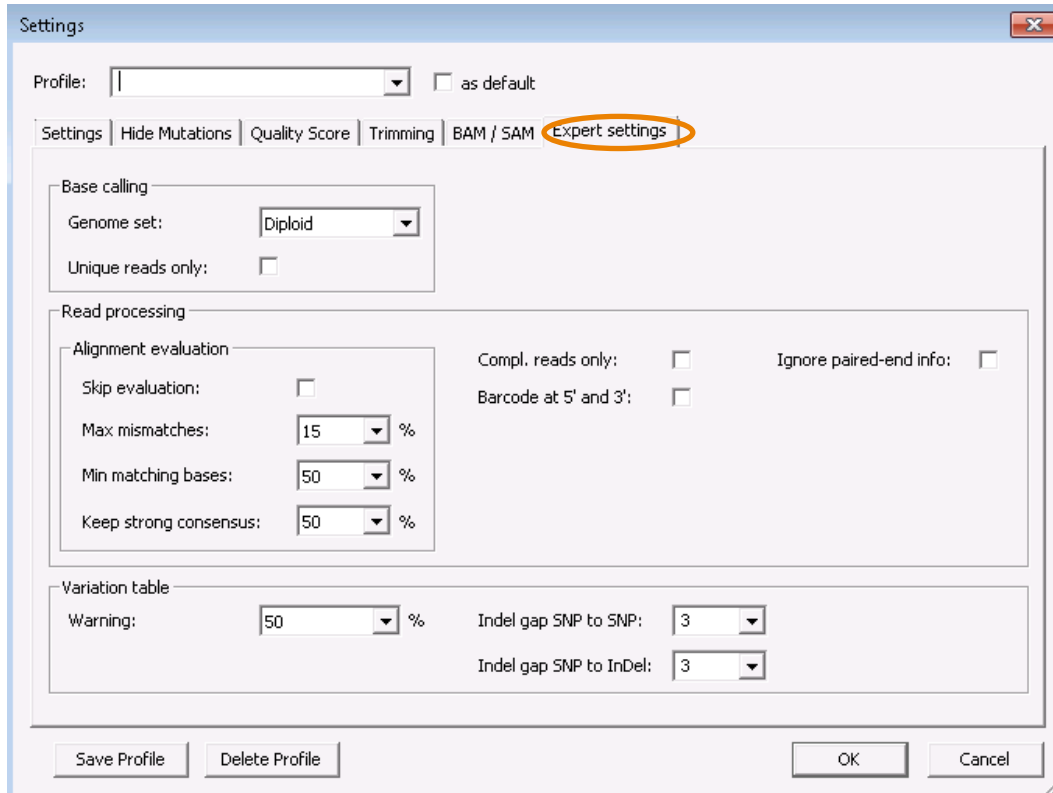 Settings
Profile: as default
Settings Hide Mutations Quality Score Trimming BAM / SAM Expert settings
Base calling
Genome set: Diploid
Unique reads only:
Read processing
Alignment evaluation
Compl. reads only: Ignore paired-end info:
Skip evaluation:
Barcode at 5' and 3':
Max mismatches: 15 %
Min matching bases: 50 %
Keep strong consensus: 50 %
Variation table
Warning: 50 % Indel gap SNP to SNP: 3
Indel gap SNP to InDel: 3
Save Profile Delete Profile OK Cancel